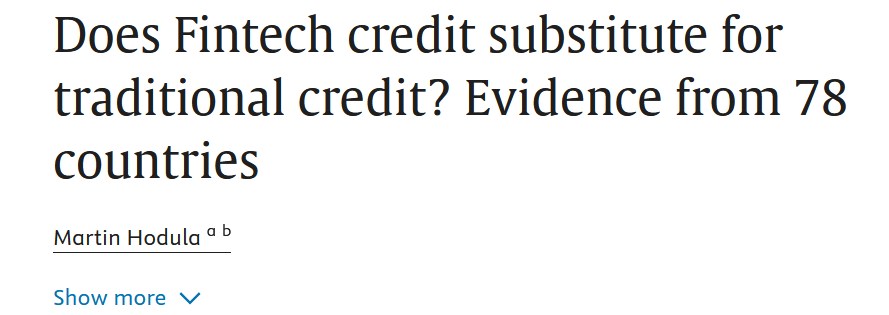 Does Fintech credit substitute for
traditional credit? Evidence from 78
countries
Martin Hodula a b
Show more